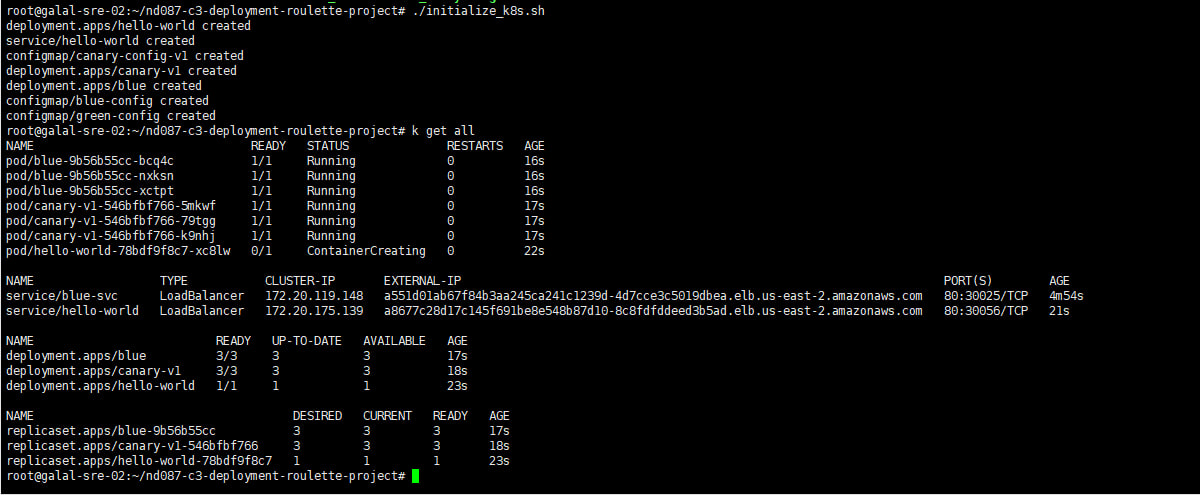 root@galal-sre-02:~/nd087-c3-deployment-roulette-project# ./initialize_k8s.sh
deployment.apps/hello-world created
service/hello-world created
configmap/canary-config-v1 created
deployment.apps/canary-v1 created
deployment.apps/blue created
configmap/blue-config created
configmap/green-config created
root@galal-sre-02:~/nd087-c3-deployment-roulette-project# k get all
NAME READY STATUS RESTARTS AGE
pod/blue-9b56b55cc-bcq4c 1/1 Running 0 16s
pod/blue-9b56b55cc-nxksn 1/1 Running 0 16s
pod/blue-9b56b55cc-xctpt 1/1 Running 0 16s
pod/canary-v1-546bfbf766-5mkwf 1/1 Running 0 17s
pod/canary-v1-546bfbf766-79tgg 1/1 Running 0 17s
pod/canary-v1-546bfbf766-k9nhj 1/1 Running 0 17s
pod/hello-world-78bdf9f8c7-xc8lw 0/1 ContainerCreating 0 22s
NAME TYPE CLUSTER-IP EXTERNAL-IP PORT(S) AGE
service/blue-svc LoadBalancer 172.20.119.148 a551d01ab67f84b3aa245ca241c1239d-4d7cce3c5019dbea.elb.us-east-2.amazonaws.com 80:30025/TCP 4m54s
service/hello-world LoadBalancer 172.20.175.139 a8677c28d17c145f691be8e548b87d10-8c8fdfddeed3b5ad.elb.us-east-2.amazonaws.com 80:30056/TCP 21s
NAME READY UP-TO-DATE AVAILABLE AGE
deployment.apps/blue 3/3 3 3 17s
deployment.apps/canary-v1 3/3 3 3 18s
deployment.apps/hello-world 1/1 1 1 23s
NAME DESIRED CURRENT READY AGE
replicaset.apps/blue-9b56b55cc 3 3 3 17s
replicaset.apps/canary-v1-546bfbf766 3 3 3 18s
replicaset.apps/hello-world-78bdf9f8c7 1 1 1 23s
root@galal-sre-02:~/nd087-c3-deployment-roulette-project#